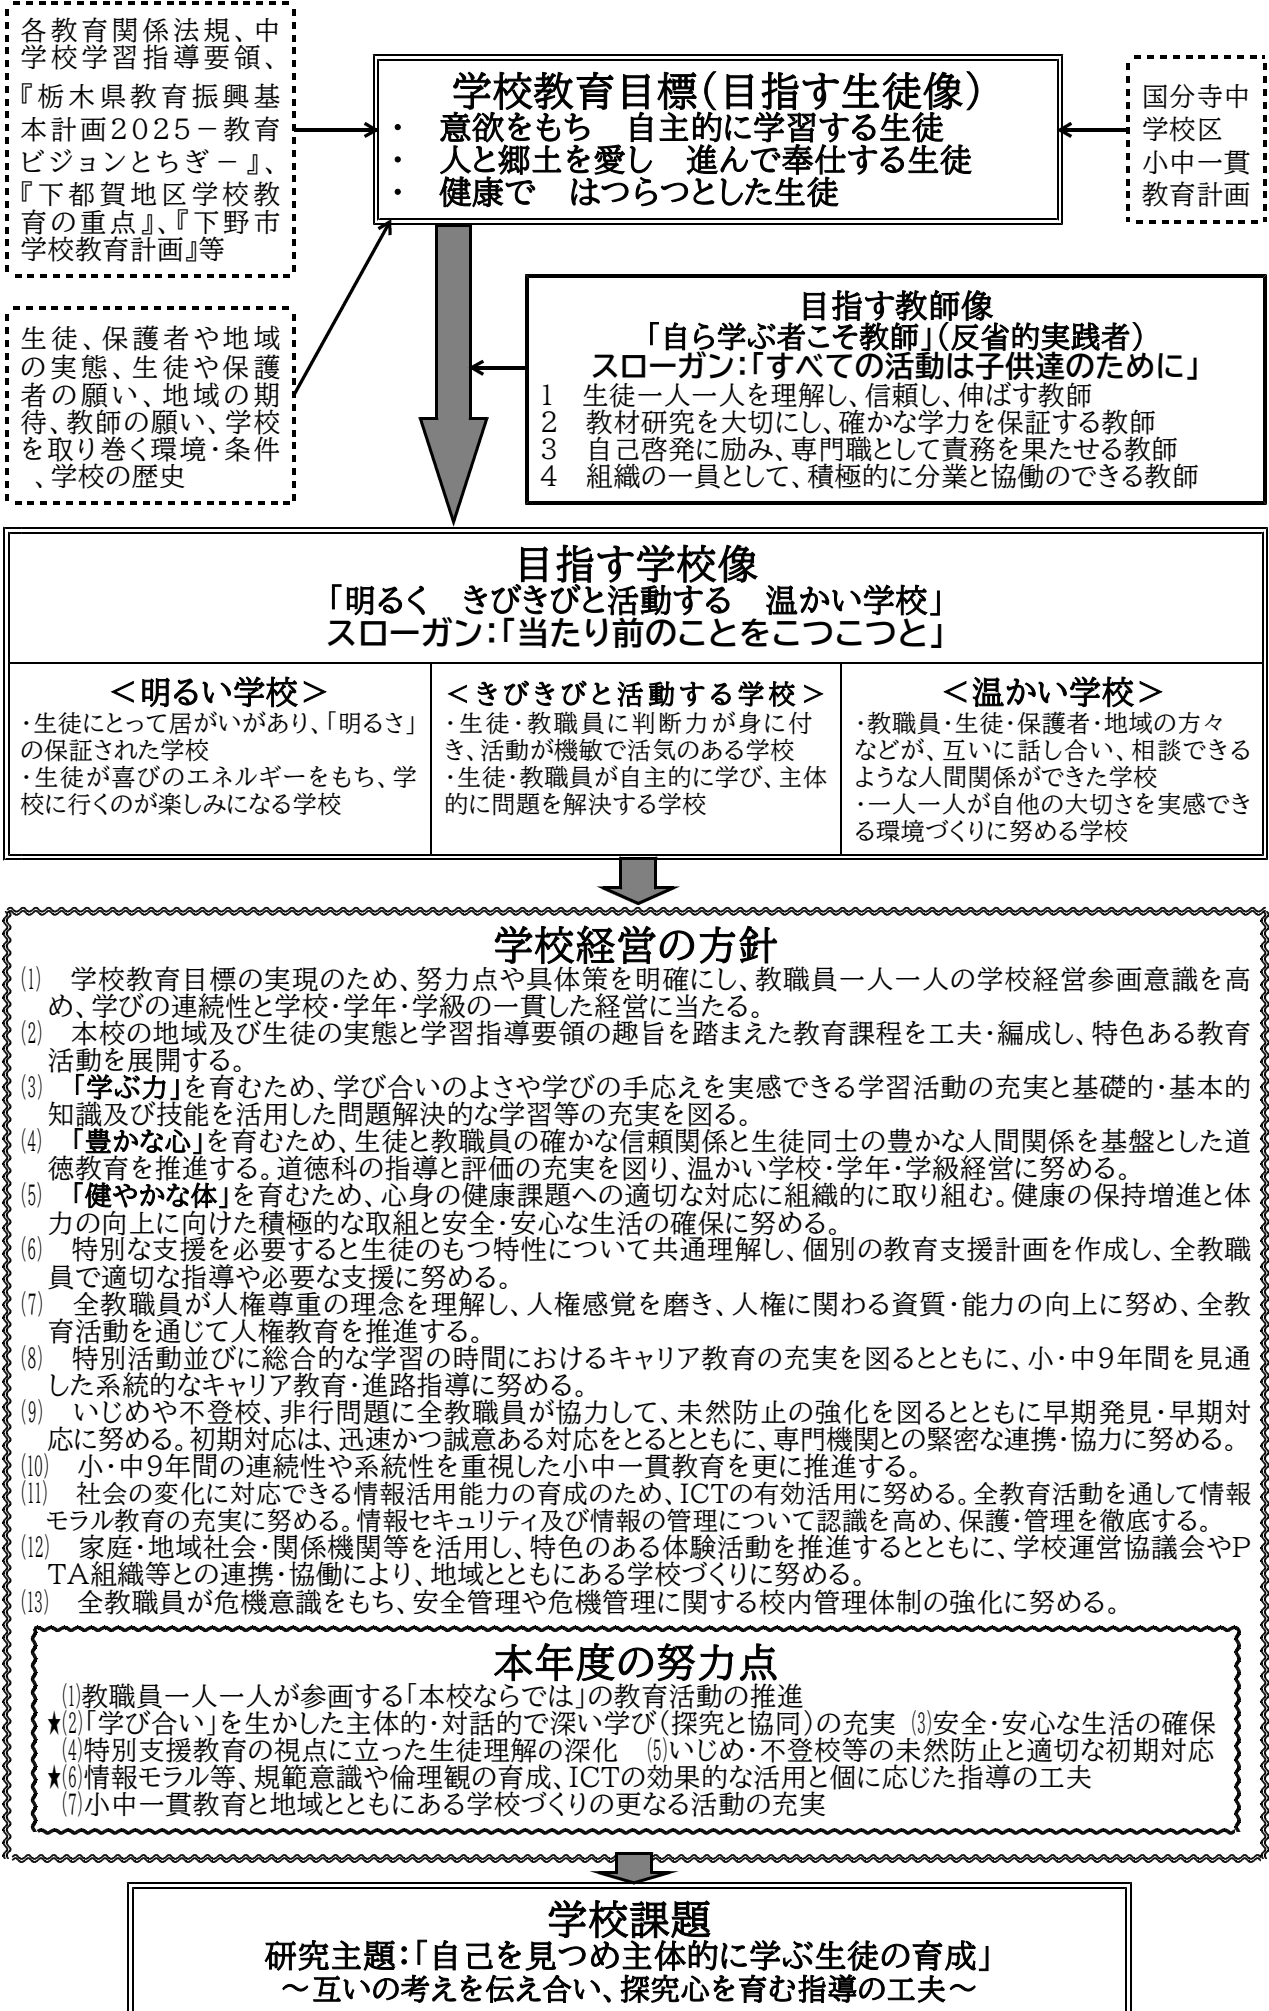 各教育関係法規、中
学校学習指導要領、
『栃木県教育振興基
本計画2025－教育
ビジョンとちぎ－』、
『下都賀地区学校教
育の重点』、『下野市
学校教育計画』等
学校教育目標（目指す生徒像）
・　意欲をもち　自主的に学習する生徒
・　人と郷土を愛し　進んで奉仕する生徒
・　健康で　はつらつとした生徒
国分寺中
学校区
小中一貫
教育計画
生徒、保護者や地域
の実態、生徒や保護
者の願い、地域の期
待、教師の願い、学校
を取り巻く環境・条件
、学校の歴史
目指す教師像
「自ら学ぶ者こそ教師」（反省的実践者）
スローガン：「すべての活動は子供達のために」
1　生徒一人一人を理解し、信頼し、伸ばす教師
2　教材研究を大切にし、確かな学力を保証する教師
3　自己啓発に励み、専門職として責務を果たせる教師
4　組織の一員として、積極的に分業と協働のできる教師
目指す学校像
「明るく　きびきびと活動する　温かい学校」
スローガン：「当たり前のことをこつこつと」
＜明るい学校＞
・生徒にとって居がいがあり、「明るさ」
の保証された学校
・生徒が喜びのエネルギーをもち、学
校に行くのが楽しみになる学校
＜きびきびと活動する学校＞
・生徒・教職員に判断力が身に付
き、活動が機敏で活気のある学校
・生徒・教職員が自主的に学び、主体
的に問題を解決する学校
＜温かい学校＞
・教職員・生徒・保護者・地域の方々
などが、互いに話し合い、相談できる
ような人間関係ができた学校
・一人一人が自他の大切さを実感でき
る環境づくりに努める学校
学校経営の方針
⑴　学校教育目標の実現のため、努力点や具体策を明確にし、教職員一人一人の学校経営参画意識を高
め、学びの連続性と学校・学年・学級の一貫した経営に当たる。
⑵　本校の地域及び生徒の実態と学習指導要領の趣旨を踏まえた教育課程を工夫・編成し、特色ある教育
活動を展開する。
⑶　「学ぶ力」を育むため、学び合いのよさや学びの手応えを実感できる学習活動の充実と基礎的・基本的
知識及び技能を活用した問題解決的な学習等の充実を図る。
⑷　「豊かな心」を育むため、生徒と教職員の確かな信頼関係と生徒同士の豊かな人間関係を基盤とした道
徳教育を推進する。道徳科の指導と評価の充実を図り、温かい学校・学年・学級経営に努める。
⑸　「健やかな体」を育むため、心身の健康課題への適切な対応に組織的に取り組む。健康の保持増進と体
力の向上に向けた積極的な取組と安全・安心な生活の確保に努める。
⑹　特別な支援を必要すると生徒のもつ特性について共通理解し、個別の教育支援計画を作成し、全教職
員で適切な指導や必要な支援に努める。
⑺　全教職員が人権尊重の理念を理解し、人権感覚を磨き、人権に関わる資質・能力の向上に努め、全教
育活動を通じて人権教育を推進する。
⑻　特別活動並びに総合的な学習の時間におけるキャリア教育の充実を図るとともに、小・中9年間を見通
した系統的なキャリア教育・進路指導に努める。
⑼　いじめや不登校、非行問題に全教職員が協力して、未然防止の強化を図るとともに早期発見・早期対
応に努める。初期対応は、迅速かつ誠意ある対応をとるとともに、専門機関との緊密な連携・協力に努める。
⑽　小・中9年間の連続性や系統性を重視した小中一貫教育を更に推進する。
⑾　社会の変化に対応できる情報活用能力の育成のため、ICTの有効活用に努める。全教育活動を通して情報
モラル教育の充実に努める。情報セキュリティ及び情報の管理について認識を高め、保護・管理を徹底する。
⑿　家庭・地域社会・関係機関等を活用し、特色のある体験活動を推進するとともに、学校運営協議会やP
TA組織等との連携・協働により、地域とともにある学校づくりに努める。
⒀　全教職員が危機意識をもち、安全管理や危機管理に関する校内管理体制の強化に努める。
本年度の努力点
⑴教職員一人一人が参画する「本校ならでは」の教育活動の推進
★⑵「学び合い」を生かした主体的・対話的で深い学び（探究と協同）の充実　⑶安全・安心な生活の確保
⑷特別支援教育の視点に立った生徒理解の深化　⑸いじめ・不登校等の未然防止と適切な初期対応
★⑹情報モラル等、規範意識や倫理観の育成、ICTの効果的な活用と個に応じた指導の工夫
⑺小中一貫教育と地域とともにある学校づくりの更なる活動の充実
学校課題
研究主題：「自己を見つめ主体的に学ぶ生徒の育成」
～互いの考えを伝え合い、探究心を育む指導の工夫～